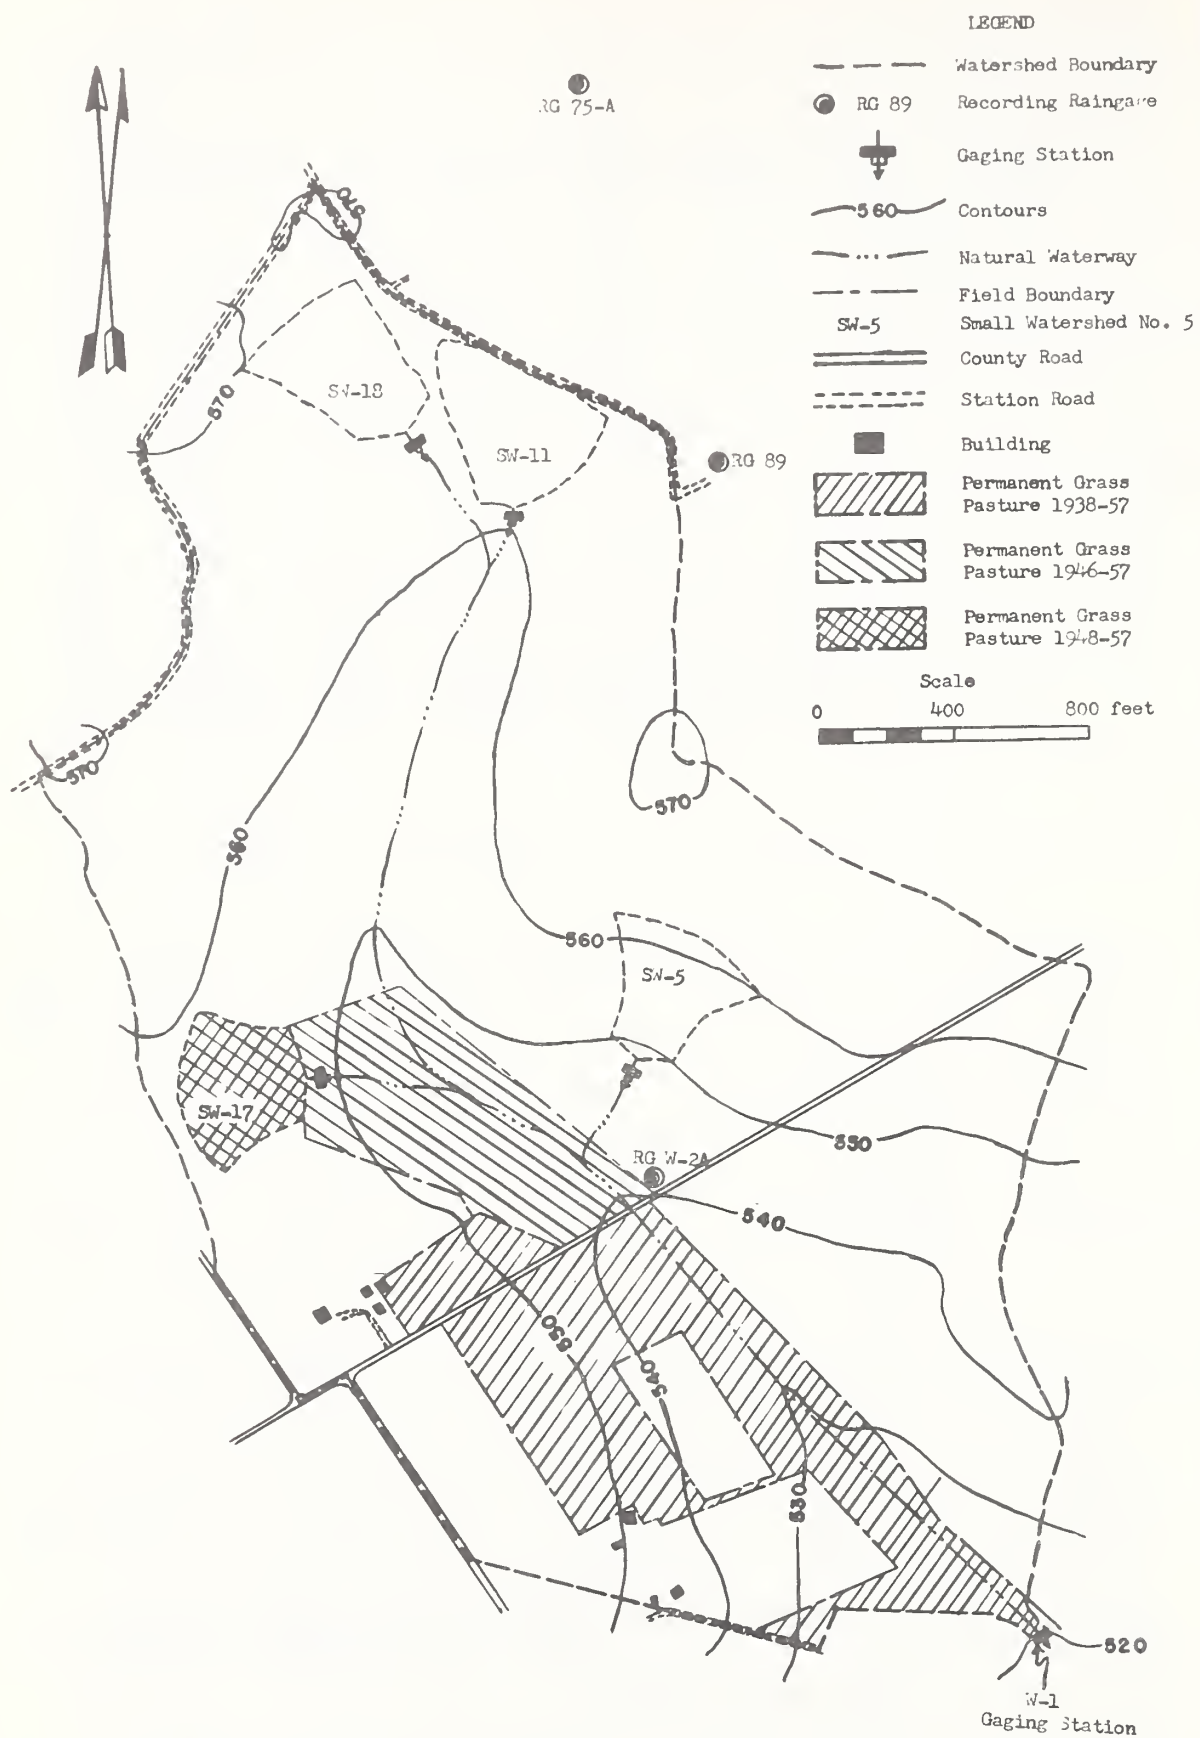 LEGEND
Watershed Boundary
RG 89 Recording Raingage
Gaging Station
560 Contours
Natural Waterway
Field Boundary
SW-5 Small Watershed No. 5
County Road
Station Road
Building
Permanent Grass
Pasture 1938-57
Permanent Grass
Pasture 1946-57
Permanent Grass
Pasture 1948-57
Scale
0 400 800 feet
RG 75-A
570
SW-18
570
SW-11
RG 89
570
570
560
560
SW-5
SW-17
550
RG W-2A
540
550
540
530
520
W-1
Gaging Station